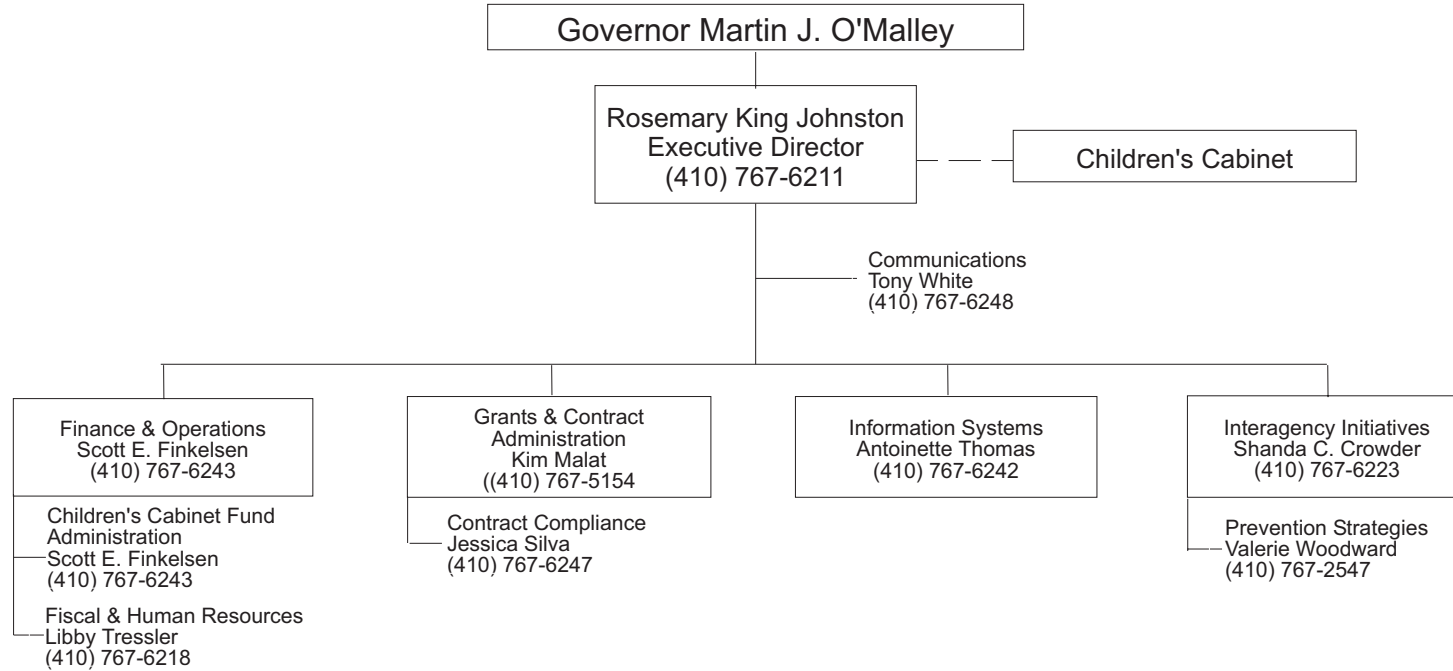 Governor Martin J. O'Malley
Rosemary King Johnston
Executive Director
(410) 767-6211
Children's Cabinet
Communications
Tony White
(410) 767-6248
Finance & Operations
Scott E. Finkelsen
(410) 767-6243
Children's Cabinet Fund
Administration
Scott E. Finkelsen
(410) 767-6243
Fiscal & Human Resources
Libby Tressler
(410) 767-6218
Grants & Contract
Administration
Kim Malat
((410) 767-5154
Contract Compliance
Jessica Silva
(410) 767-6247
Information Systems
Antoinette Thomas
(410) 767-6242
Interagency Initiatives
Shanda C. Crowder
(410) 767-6223
Prevention Strategies
Valerie Woodward
(410) 767-2547